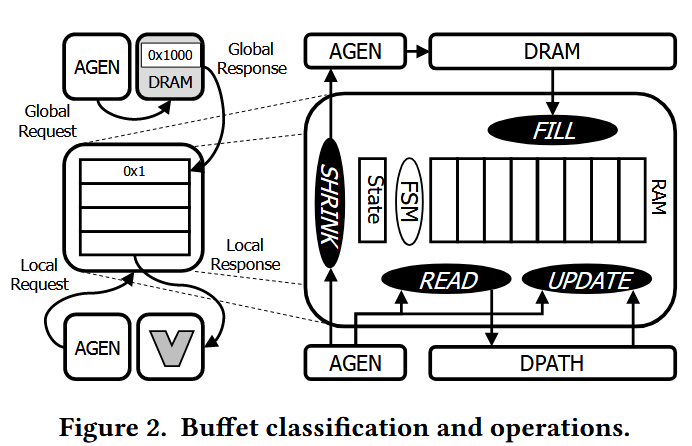 AGEN
0x1000
DRAM
Global
Response
Global
Request
0x1
Local
Request
Local
Response
AGEN
AGEN
DRAM
FILL
SHRINK
State
FSM
RAM
READ
UPDATE
AGEN
DPATH
Figure 2. Buffet classification and operations.